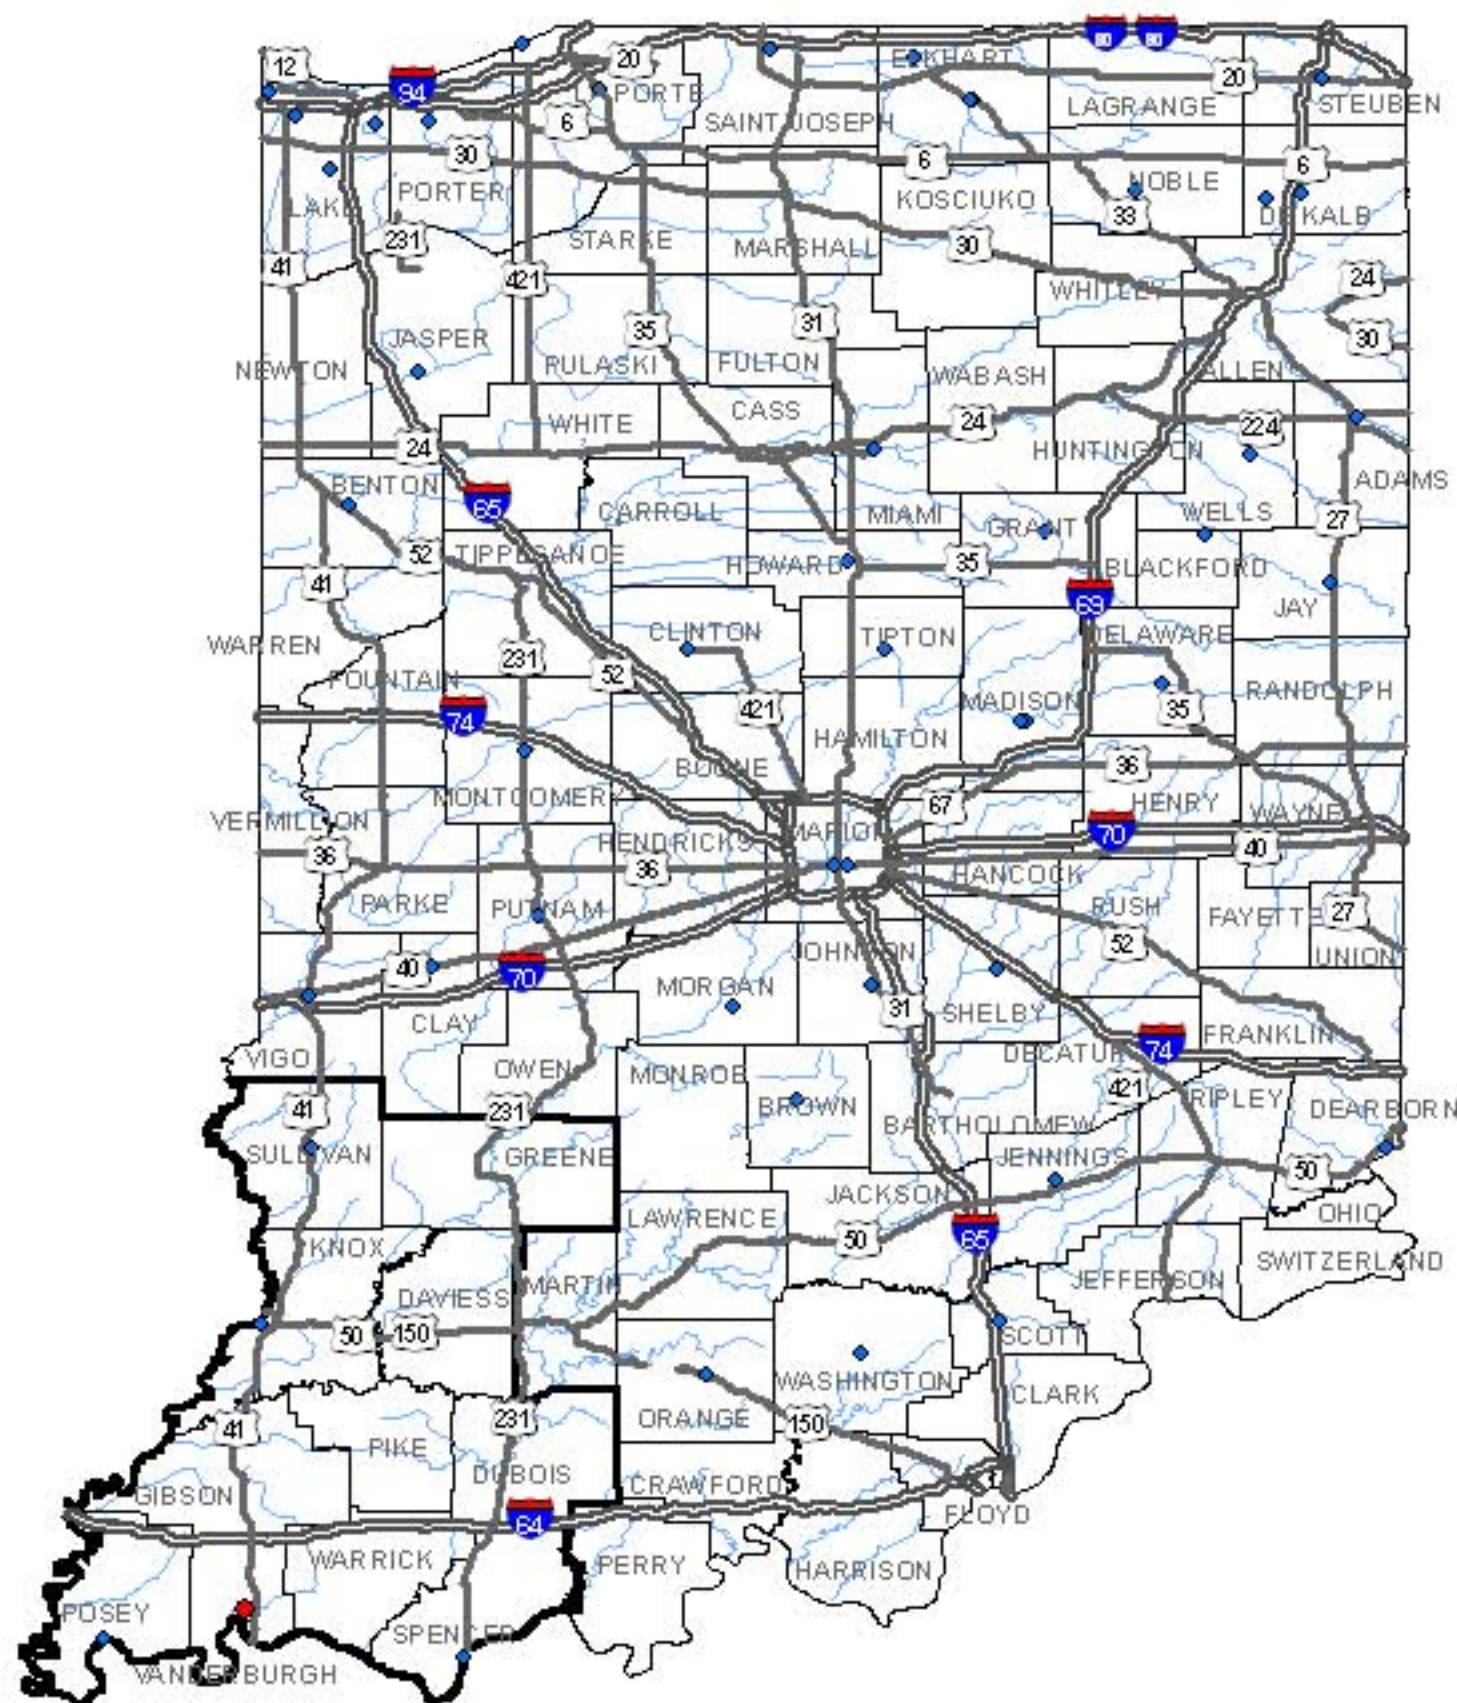 12
94
20
80 80
ELKHART
20
LAPORTE
6
SAINT JOSEPH
LAGRANGE
STEUBEN
30
6
6
LAKE
PORTER
KOSCIUKO
NOBLE
33
DE KALB
231
STARKE
MARSHALL
30
41
421
WHITLEY
24
35
31
30
JASPER
NEWTON
PULASKI
FULTON
WABASH
ALLEN
WHITE
CASS
24
224
24
HUNTINGTON
BENTON
65
CARROLL
MIAMI
GRANT
WELLS
27
ADAMS
52
TIPPECANOE
HOWARD
35
BLACKFORD
41
69
JAY
WARREN
231
52
CLINTON
TIPTON
DELAWARE
FOUNTAIN
74
421
MADISON
35
RANDOLPH
HAMILTON
BOONE
36
MONTGOMERY
67
HENRY
WAYNE
VERMILLION
HENDRICKS
MARION
70
40
36
36
HANCOCK
PARKE
PUTNAM
RUSH
FAYETTE
27
52
UNION
40
70
JOHNSON
MORGAN
31
SHELBY
CLAY
FRANKLIN
VIGO
OWEN
MONROE
DECATUR
74
421
41
231
BROWN
BARTHOLOMEW
RIPLEY
DEARBORN
SULLIVAN
GREENE
JENNINGS
50
JACKSON
LAWRENCE
OHIO
KNOX
50
65
SWITZERLAND
DAVIESS
MARTIN
JEFFERSON
50
150
SCOTT
WASHINGTON
CLARK
41
231
ORANGE
150
PIKE
DUBOIS
CRAWFORD
GIBSON
64
FLOYD
WARRICK
PERRY
HARRISON
POSEY
SPENCER
VANDERBURGH